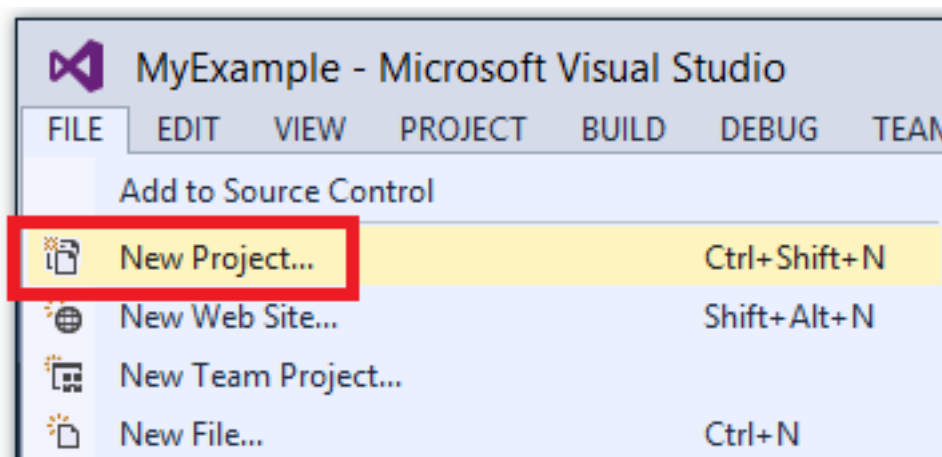 MyExample - Microsoft Visual Studio
FILE EDIT VIEW PROJECT BUILD DEBUG TEAM
Add to Source Control
New Project... Ctrl+Shift+N
New Web Site... Shift+Alt+N
New Team Project...
New File... Ctrl+N